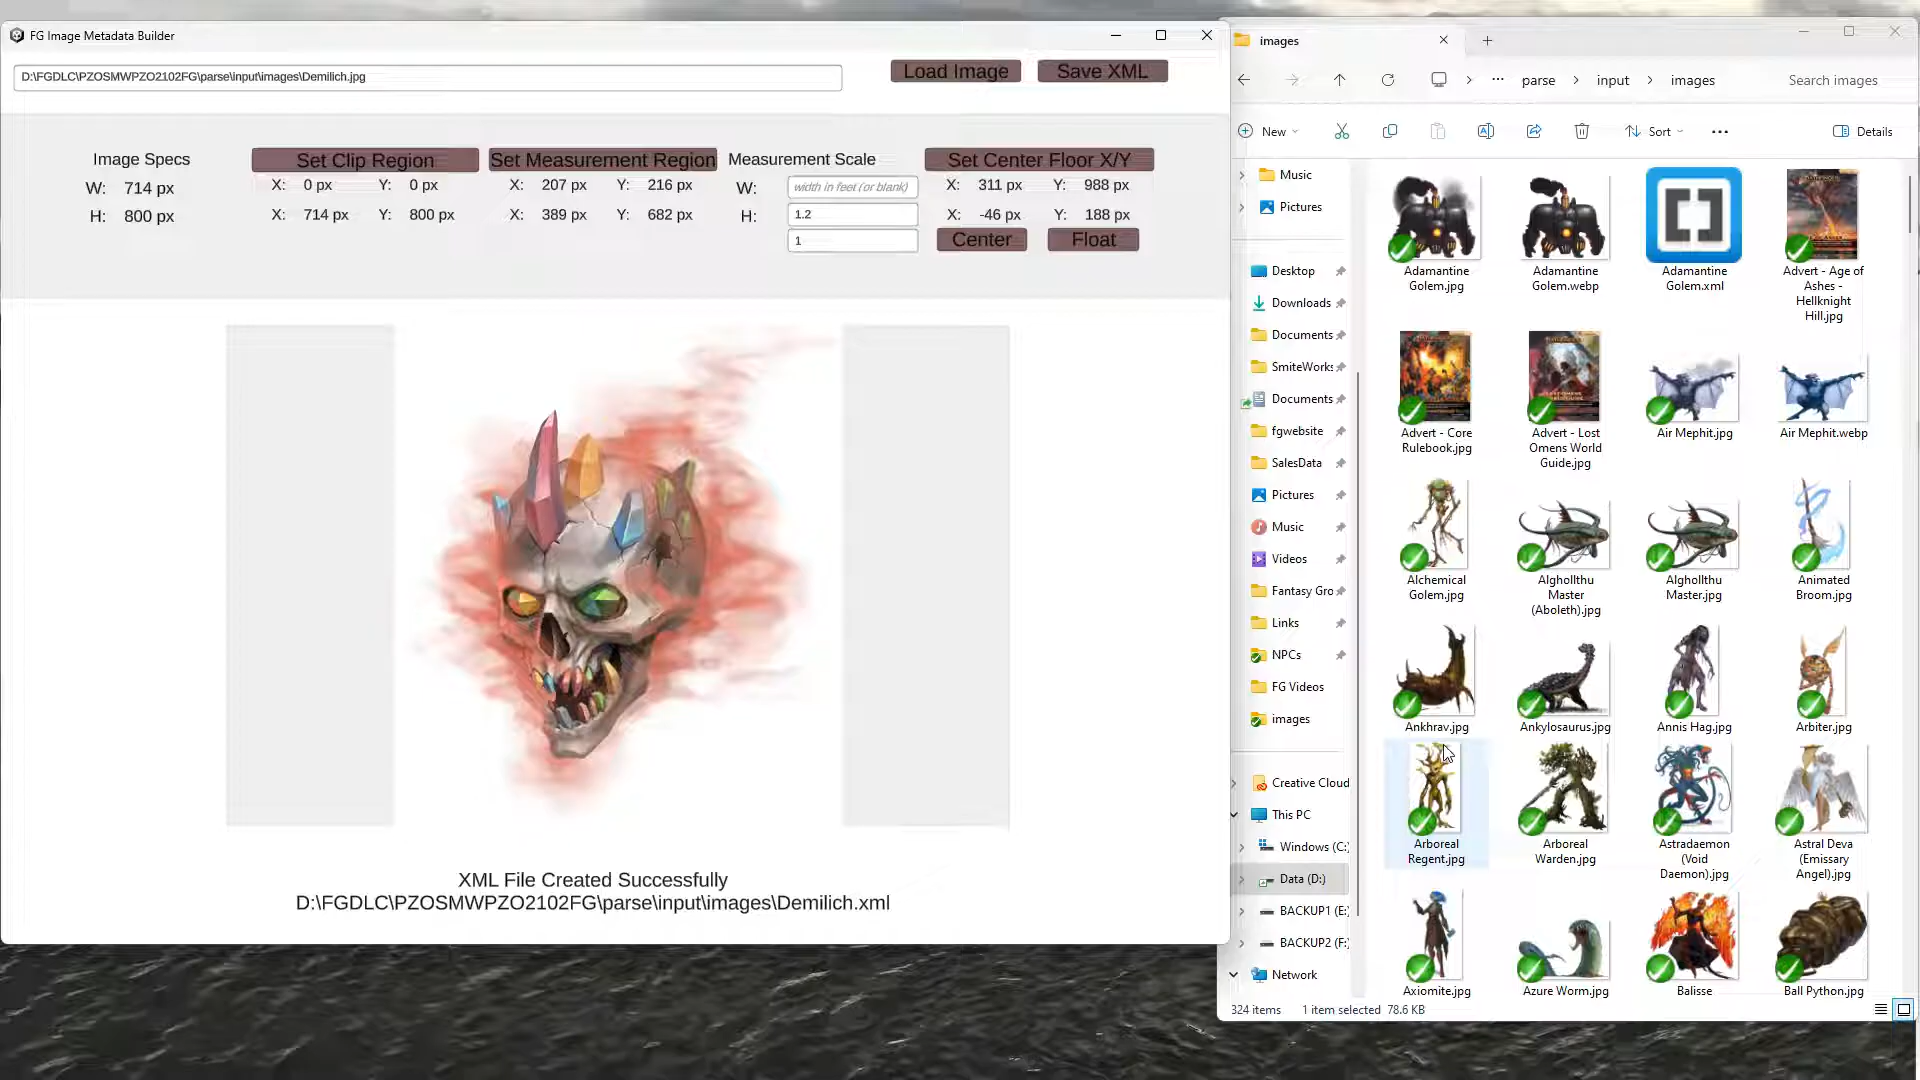 FG Image Metadata Builder
D:\FGDLC\PZOSMWPZO2102FG\parse\input\images\Demilich.jpg
Load Image
Save XML
Image Specs
W: 714 px
H: 800 px
Set Clip Region
X: 0 px Y: 0 px
X: 714 px Y: 800 px
Set Measurement Region
X: 207 px Y: 216 px
X: 389 px Y: 682 px
Measurement Scale
W: width in feet (or blank)
H: 1.2
1
Set Center Floor X/Y
X: 311 px Y: 988 px
X: -46 px Y: 188 px
Center
Float
XML File Created Successfully
D:\FGDLC\PZOSMWPZO2102FG\parse\input\images\Demilich.xml
images
parse
input
images
Search images
New
Sort
Details
Music
Pictures
Desktop
Downloads
Documents
SmiteWorks
Documents
fgwebsite
SalesData
Pictures
Music
Videos
Fantasy Gro
Links
NPCs
FG Videos
images
Creative Cloud
This PC
Windows (C:)
Data (D:)
BACKUP1 (E:)
BACKUP2 (F:)
Network
Adamantine
Golem.jpg
Adamantine
Golem.webp
Adamantine
Golem.xml
Advert - Age of
Ashes -
Hellknight
Hill.jpg
Advert - Core
Rulebook.jpg
Advert - Lost
Omens World
Guide.jpg
Air Mephit.jpg
Air Mephit.webp
Alchemical
Golem.jpg
Alghollthu
Master
(Aboleth).jpg
Alghollthu
Master.jpg
Animated
Broom.jpg
Ankhrav.jpg
Ankylosaurus.jpg
Annis Hag.jpg
Arbiter.jpg
Arboreal
Regent.jpg
Arboreal
Warden.jpg
Astradaemon
(Void
Daemon).jpg
Astral Deva
(Emissary
Angel).jpg
Axiomite.jpg
Azure Worm.jpg
Balisse
Ball Python.jpg
324 items
1 item selected 78.6 KB